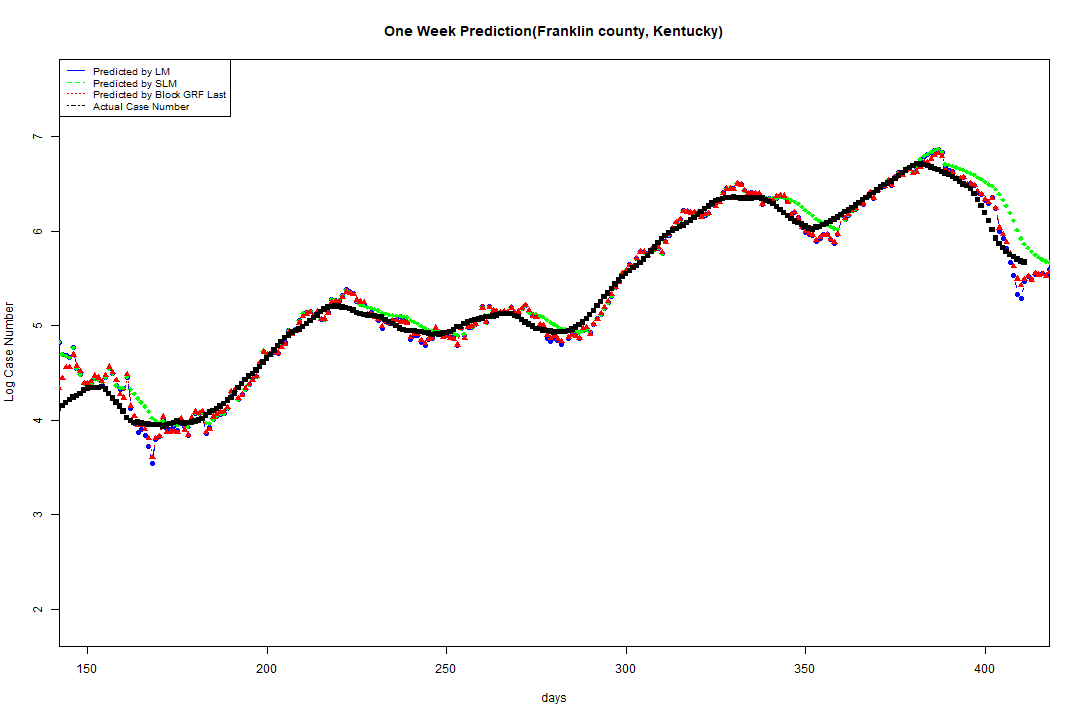 One Week Prediction(Franklin county, Kentucky)
Predicted by LM
Predicted by SLM
Predicted by Block GRF Last
Actual Case Number
7
6
5
4
3
2
Log Case Number
150 200 250 300 350 400
days